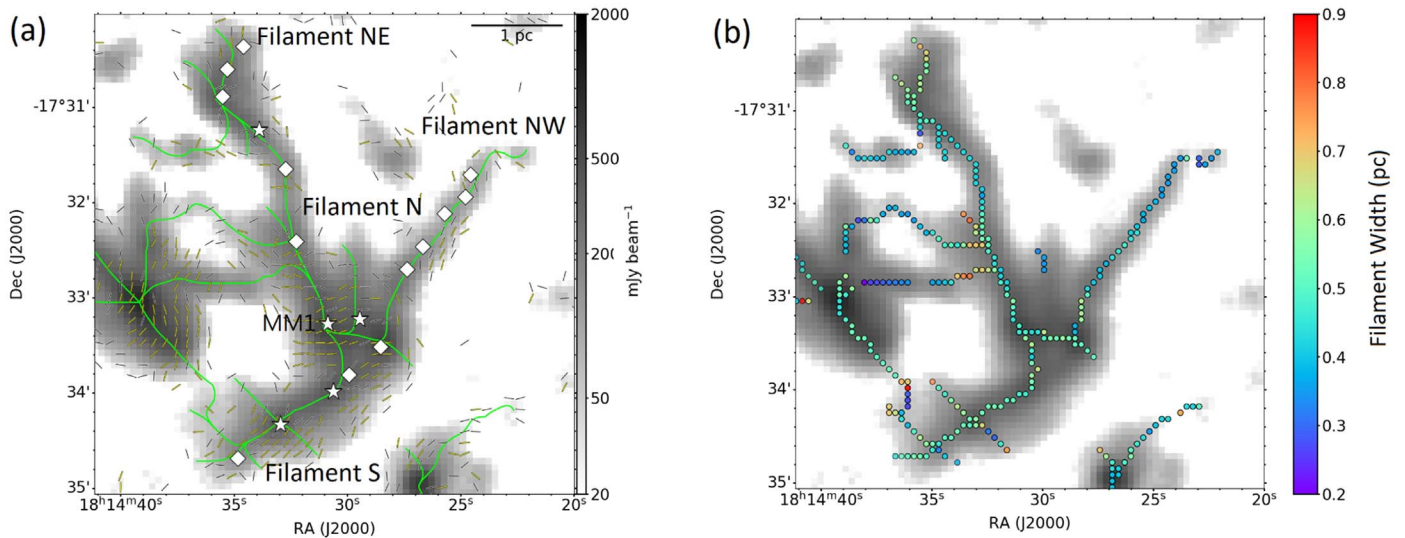 (a)
Filament NE
1 pc
Filament NW
Filament N
MM1
Filament S
-17°31'
32'
33'
34'
35'
Dec (J2000)
18ʰ14ᵐ40ˢ
35ˢ
30ˢ
25ˢ
20ˢ
RA (J2000)
2000
500
200
50
20
mJy beam⁻¹
(b)
-17°31'
32'
33'
34'
35'
Dec (J2000)
18ʰ14ᵐ40ˢ
35ˢ
30ˢ
25ˢ
20ˢ
RA (J2000)
0.9
0.8
0.7
0.6
0.5
0.4
0.3
0.2
Filament Width (pc)